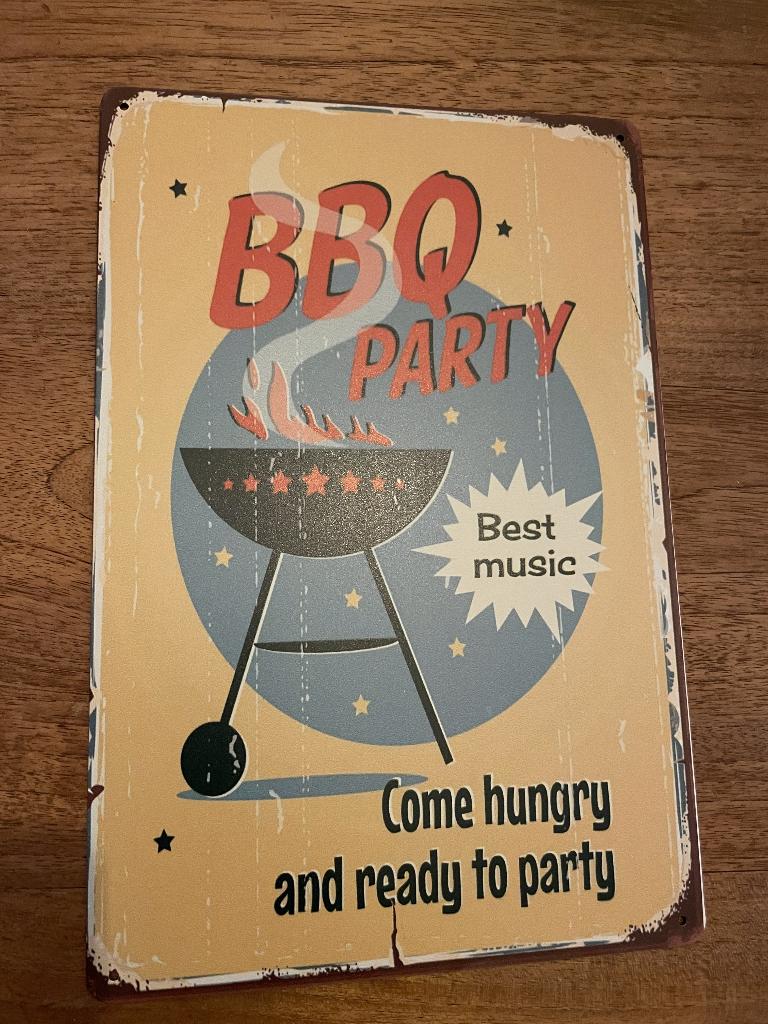 BBQ
PARTY
Best
music
Come hungry
and ready to party